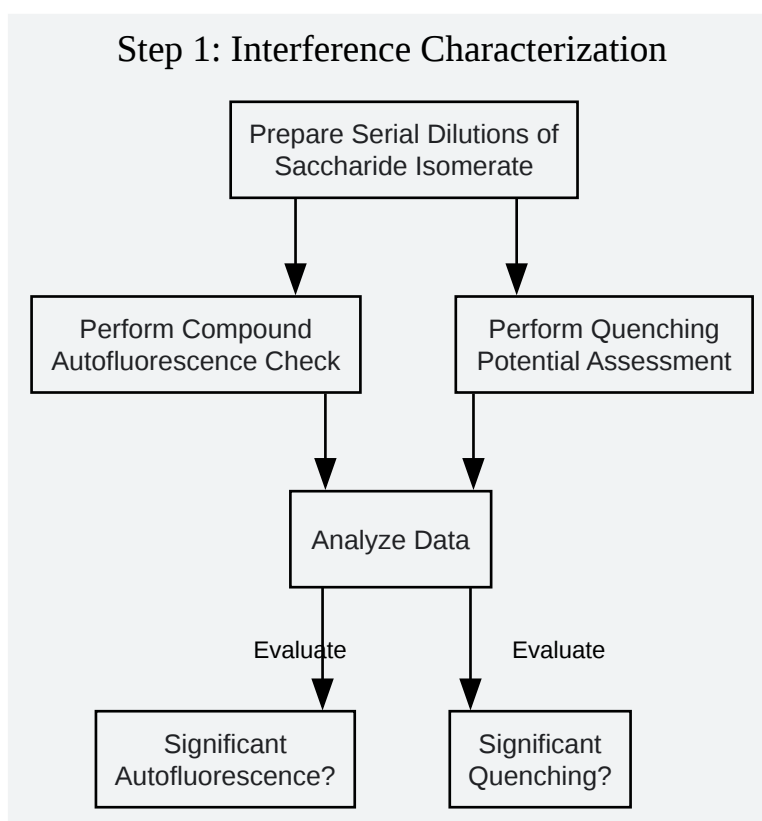 Step 1: Interference Characterization
Prepare Serial Dilutions of
Saccharide Isomerate
Perform Compound
Autofluorescence Check
Perform Quenching
Potential Assessment
Analyze Data
Evaluate
Evaluate
Significant
Autofluorescence?
Significant
Quenching?